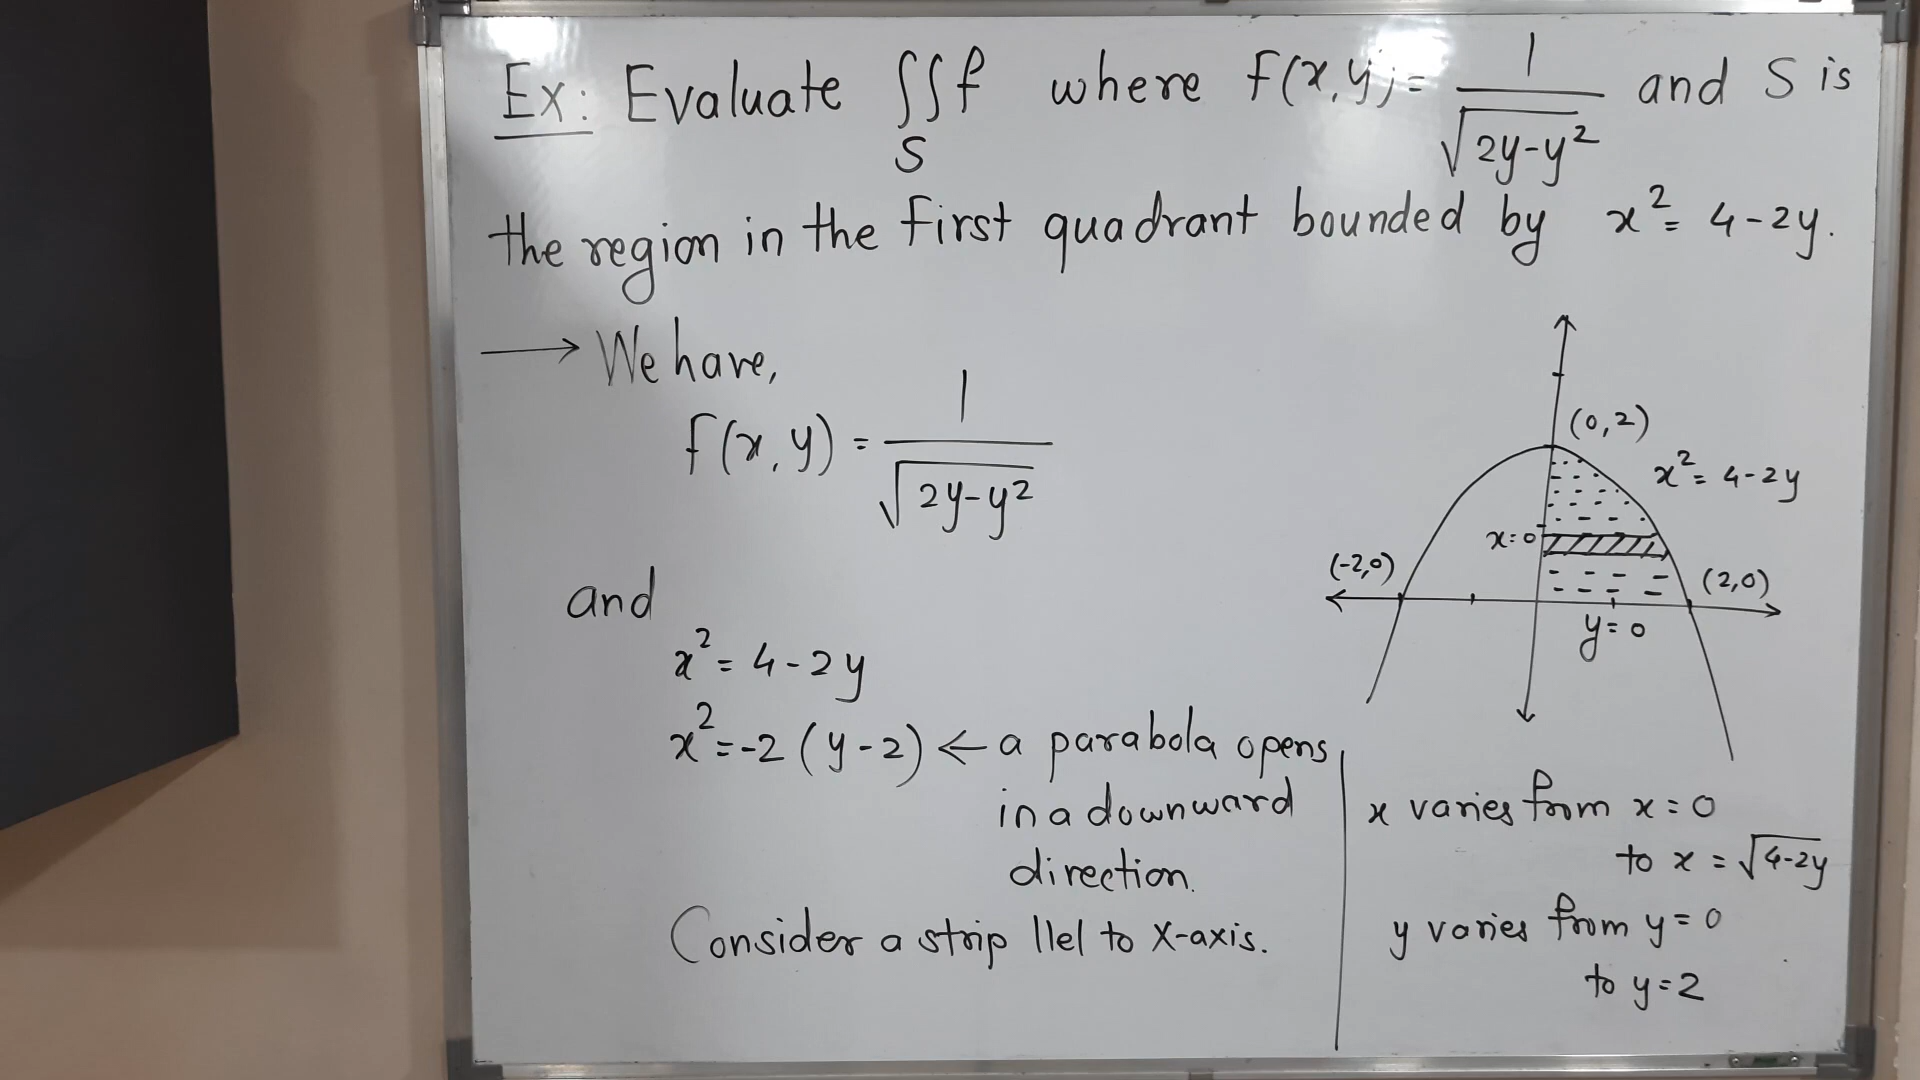 Ex: Evaluate ∬_S f where f(x,y) = 1/√(2y-y²) and S is
the region in the first quadrant bounded by x² = 4-2y.
→ We have,
f(x,y) = 1/√(2y-y²)
and
x² = 4-2y
x² = -2(y-2) ← a parabola opens
in a downward
direction.
Consider a strip llel to X-axis.
(0,2)
x² = 4-2y
x=0
(-2,0)
(2,0)
y=0
x varies from x=0
to x = √(4-2y)
y varies from y=0
to y=2